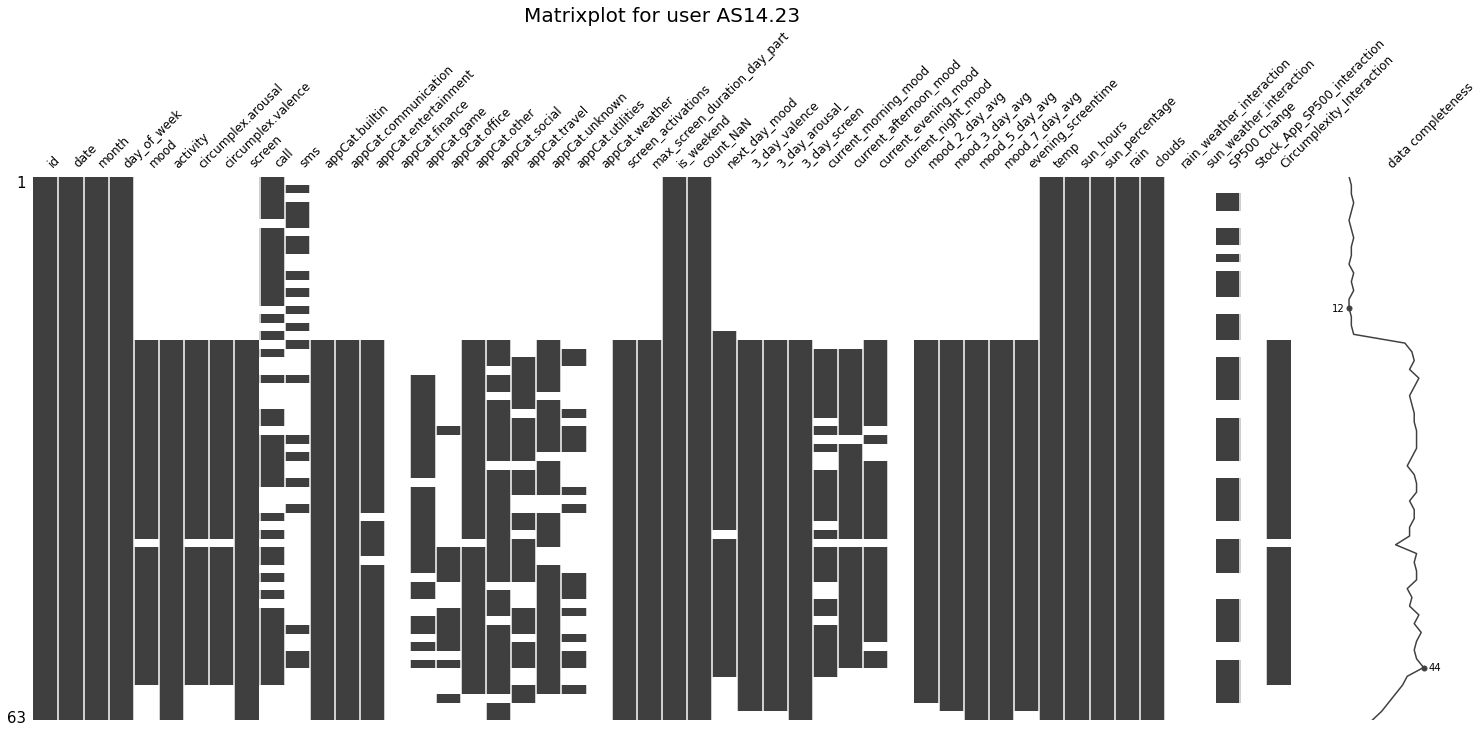 Matrixplot for user AS14.23
id
date
month
day_of_week
mood
activity
circumplex.arousal
circumplex.valence
screen
call
sms
appCat.builtin
appCat.communication
appCat.entertainment
appCat.finance
appCat.game
appCat.office
appCat.other
appCat.social
appCat.travel
appCat.unknown
appCat.utilities
appCat.weather
screen_activations
max_screen_duration_day_part
is_weekend
count_NaN
next_day_mood
3_day_valence
3_day_arousal_
3_day_screen
current_morning_mood
current_afternoon_mood
current_evening_mood
current_night_mood
mood_2_day_avg
mood_3_day_avg
mood_5_day_avg
mood_7_day_avg
evening_screentime
temp
sun_hours
sun_percentage
rain
clouds
rain_weather_interaction
sun_weather_interaction
SP500 Change
Stock_App_SP500_interaction
Circumplexity_Interaction
data completeness
1
12
44
63